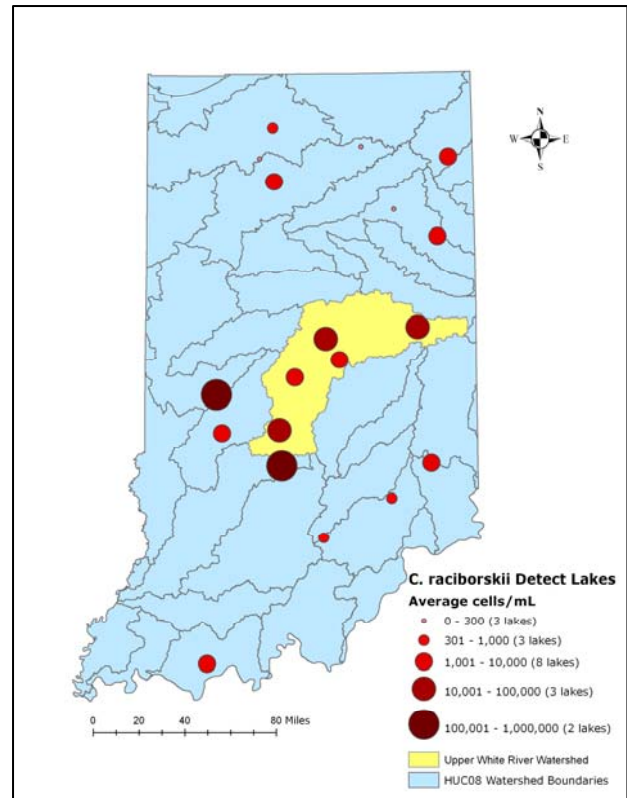 N
W E
S
C. raciborskii Detect Lakes
Average cells/mL
0 - 300 (3 lakes)
301 - 1,000 (3 lakes)
1,001 - 10,000 (8 lakes)
10,001 - 100,000 (3 lakes)
100,001 - 1,000,000 (2 lakes)
Upper White River Watershed
HUC08 Watershed Boundaries
0 20 40 80 Miles